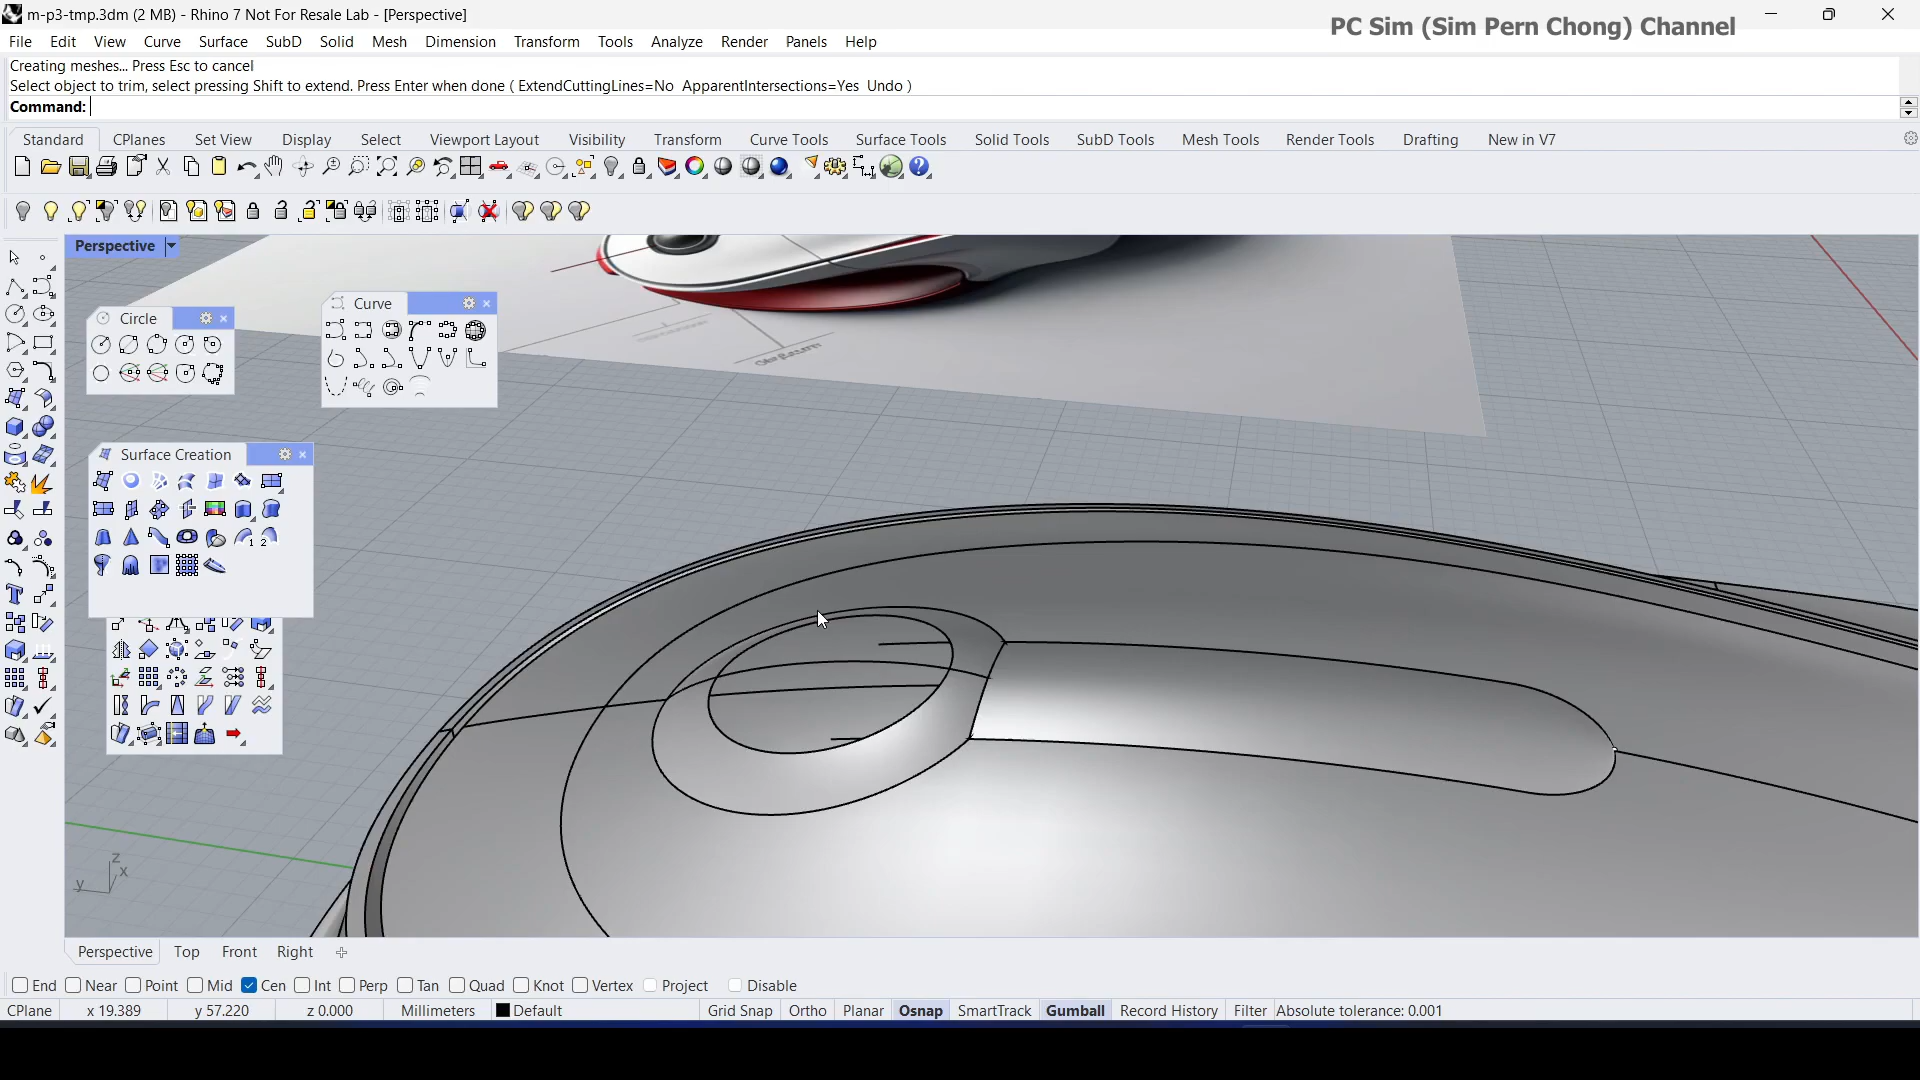 m-p3-tmp.3dm (2 MB) - Rhino 7 Not For Resale Lab - [Perspective]
PC Sim (Sim Pern Chong) Channel
File Edit View Curve Surface SubD Solid Mesh Dimension Transform Tools Analyze Render Panels Help
Creating meshes... Press Esc to cancel
Select object to trim, select pressing Shift to extend. Press Enter when done ( ExtendCuttingLines=No ApparentIntersections=Yes Undo )
Command:
Standard CPlanes Set View Display Select Viewport Layout Visibility Transform Curve Tools Surface Tools Solid Tools SubD Tools Mesh Tools Render Tools Drafting New in V7
Perspective
Circle
Curve
Surface Creation
z
x
y
Perspective Top Front Right
End Near Point Mid Cen Int Perp Tan Quad Knot Vertex Project Disable
CPlane x 19.389 y 57.220 z 0.000 Millimeters Default Grid Snap Ortho Planar Osnap SmartTrack Gumball Record History Filter Absolute tolerance: 0.001